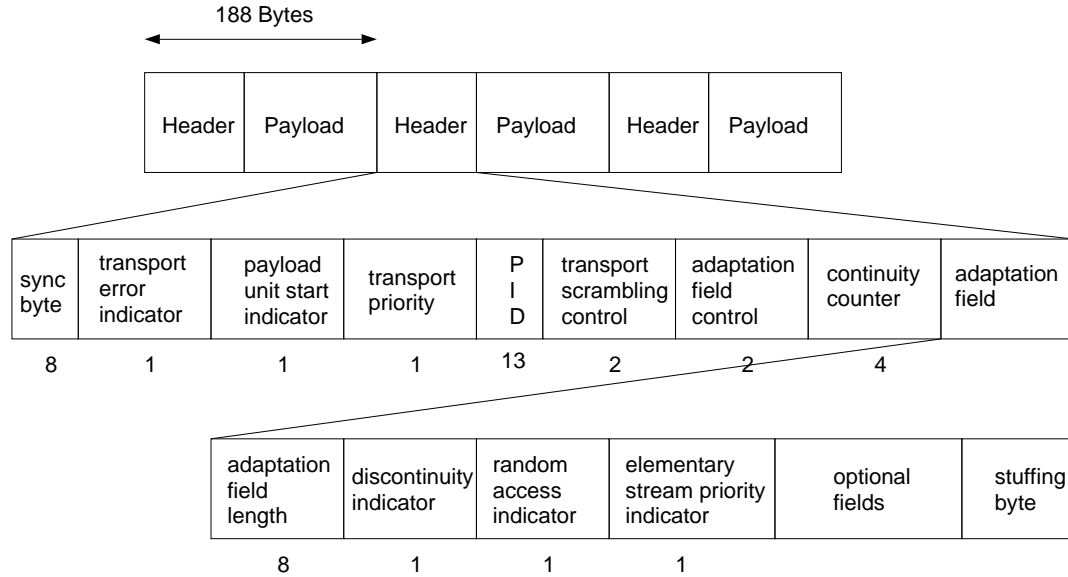 188 Bytes
Header Payload Header Payload Header Payload
sync
byte
transport
error
indicator
payload
unit start
indicator
transport
priority
P
I
D
transport
scrambling
control
adaptation
field
control
continuity
counter
adaptation
field
8 1 1 1 13 2 2 4
adaptation
field
length
discontinuity
indicator
random
access
indicator
elementary
stream priority
indicator
optional
fields
stuffing
byte
8 1 1 1